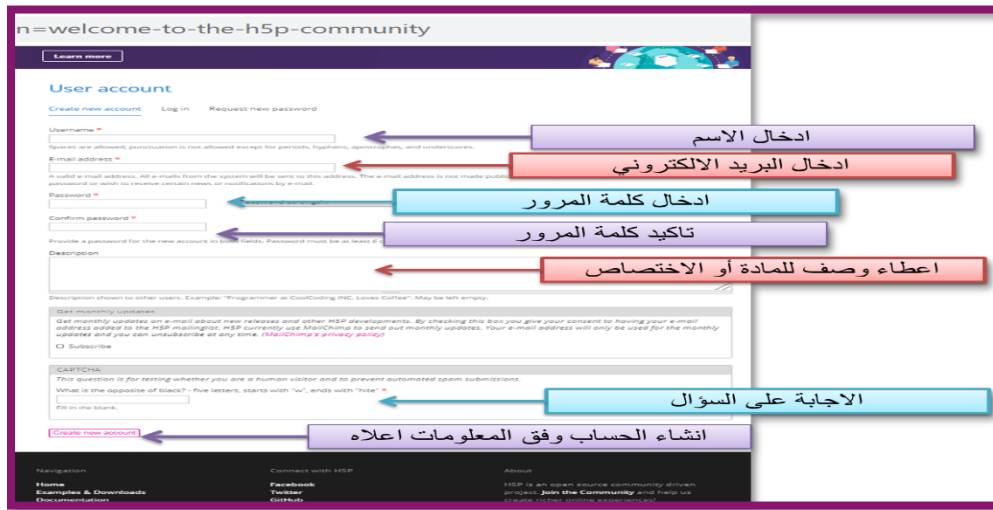 n=welcome-to-the-h5p-community
Learn more
User account
Create new account Log in Request new password
Username *
ادخال الاسم
Spaces are allowed; punctuation is not allowed except for periods, hyphens, apostrophes, and underscores.
E-mail address *
ادخال البريد الالكتروني
A valid e-mail address. All e-mails from the system will be sent to this address. The e-mail address is not made
password or wish to receive certain news or notifications by e-mail.
Password *
ادخال كلمة المرور
Confirm password *
تاكيد كلمة المرور
Provide a password for the new account in both fields. Password must be at least 6
Description
اعطاء وصف للمادة أو الاختصاص
Description shown to other users. Example: "Programmer at CoolCoding INC. Loves Coffee". May be left empty.
Get monthly updates
Get monthly updates on e-mail about new releases and other H5P developments. By checking this box you give your consent to having your e-mail
address added to the H5P mailinglist. H5P currently use MailChimp to send out monthly updates. Your e-mail address will only be used for the monthly
updates and you can unsubscribe at any time. (MailChimp's privacy policy)
Subscribe
CAPTCHA
This question is for testing whether you are a human visitor and to prevent automated spam submissions.
What is the opposite of black? - five letters, starts with "w", ends with "hite" *
الاجابة على السؤال
Fill in the blank.
Create new account
انشاء الحساب وفق المعلومات اعلاه
Navigation Connect with H5P About
Home Facebook H5P is an open source community driven
Examples & Downloads Twitter project. Join the Community and help us
Documentation GitHub create richer online experiences!